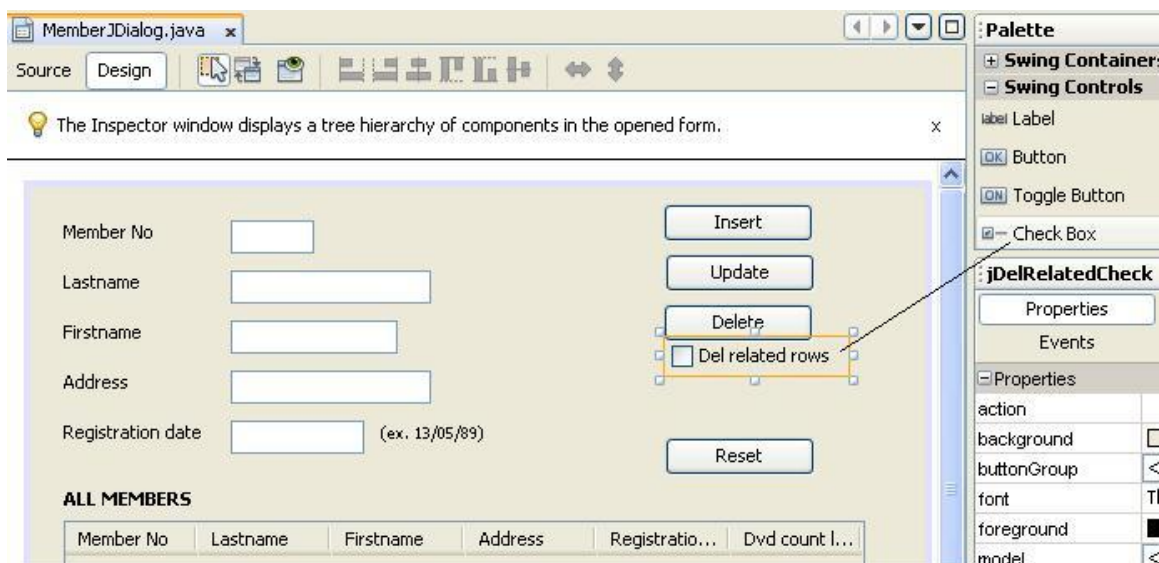 MemberJDialog.java x
Source Design
The Inspector window displays a tree hierarchy of components in the opened form. x
Member No
Lastname
Firstname
Address
Registration date (ex. 13/05/89)
Insert
Update
Delete
Del related rows
Reset
ALL MEMBERS
Member No Lastname Firstname Address Registratio... Dvd count l...
Palette
Swing Containers
Swing Controls
label Label
OK Button
ON Toggle Button
Check Box
jDelRelatedCheck
Properties
Events
Properties
action
background
buttonGroup <
font
foreground
model <